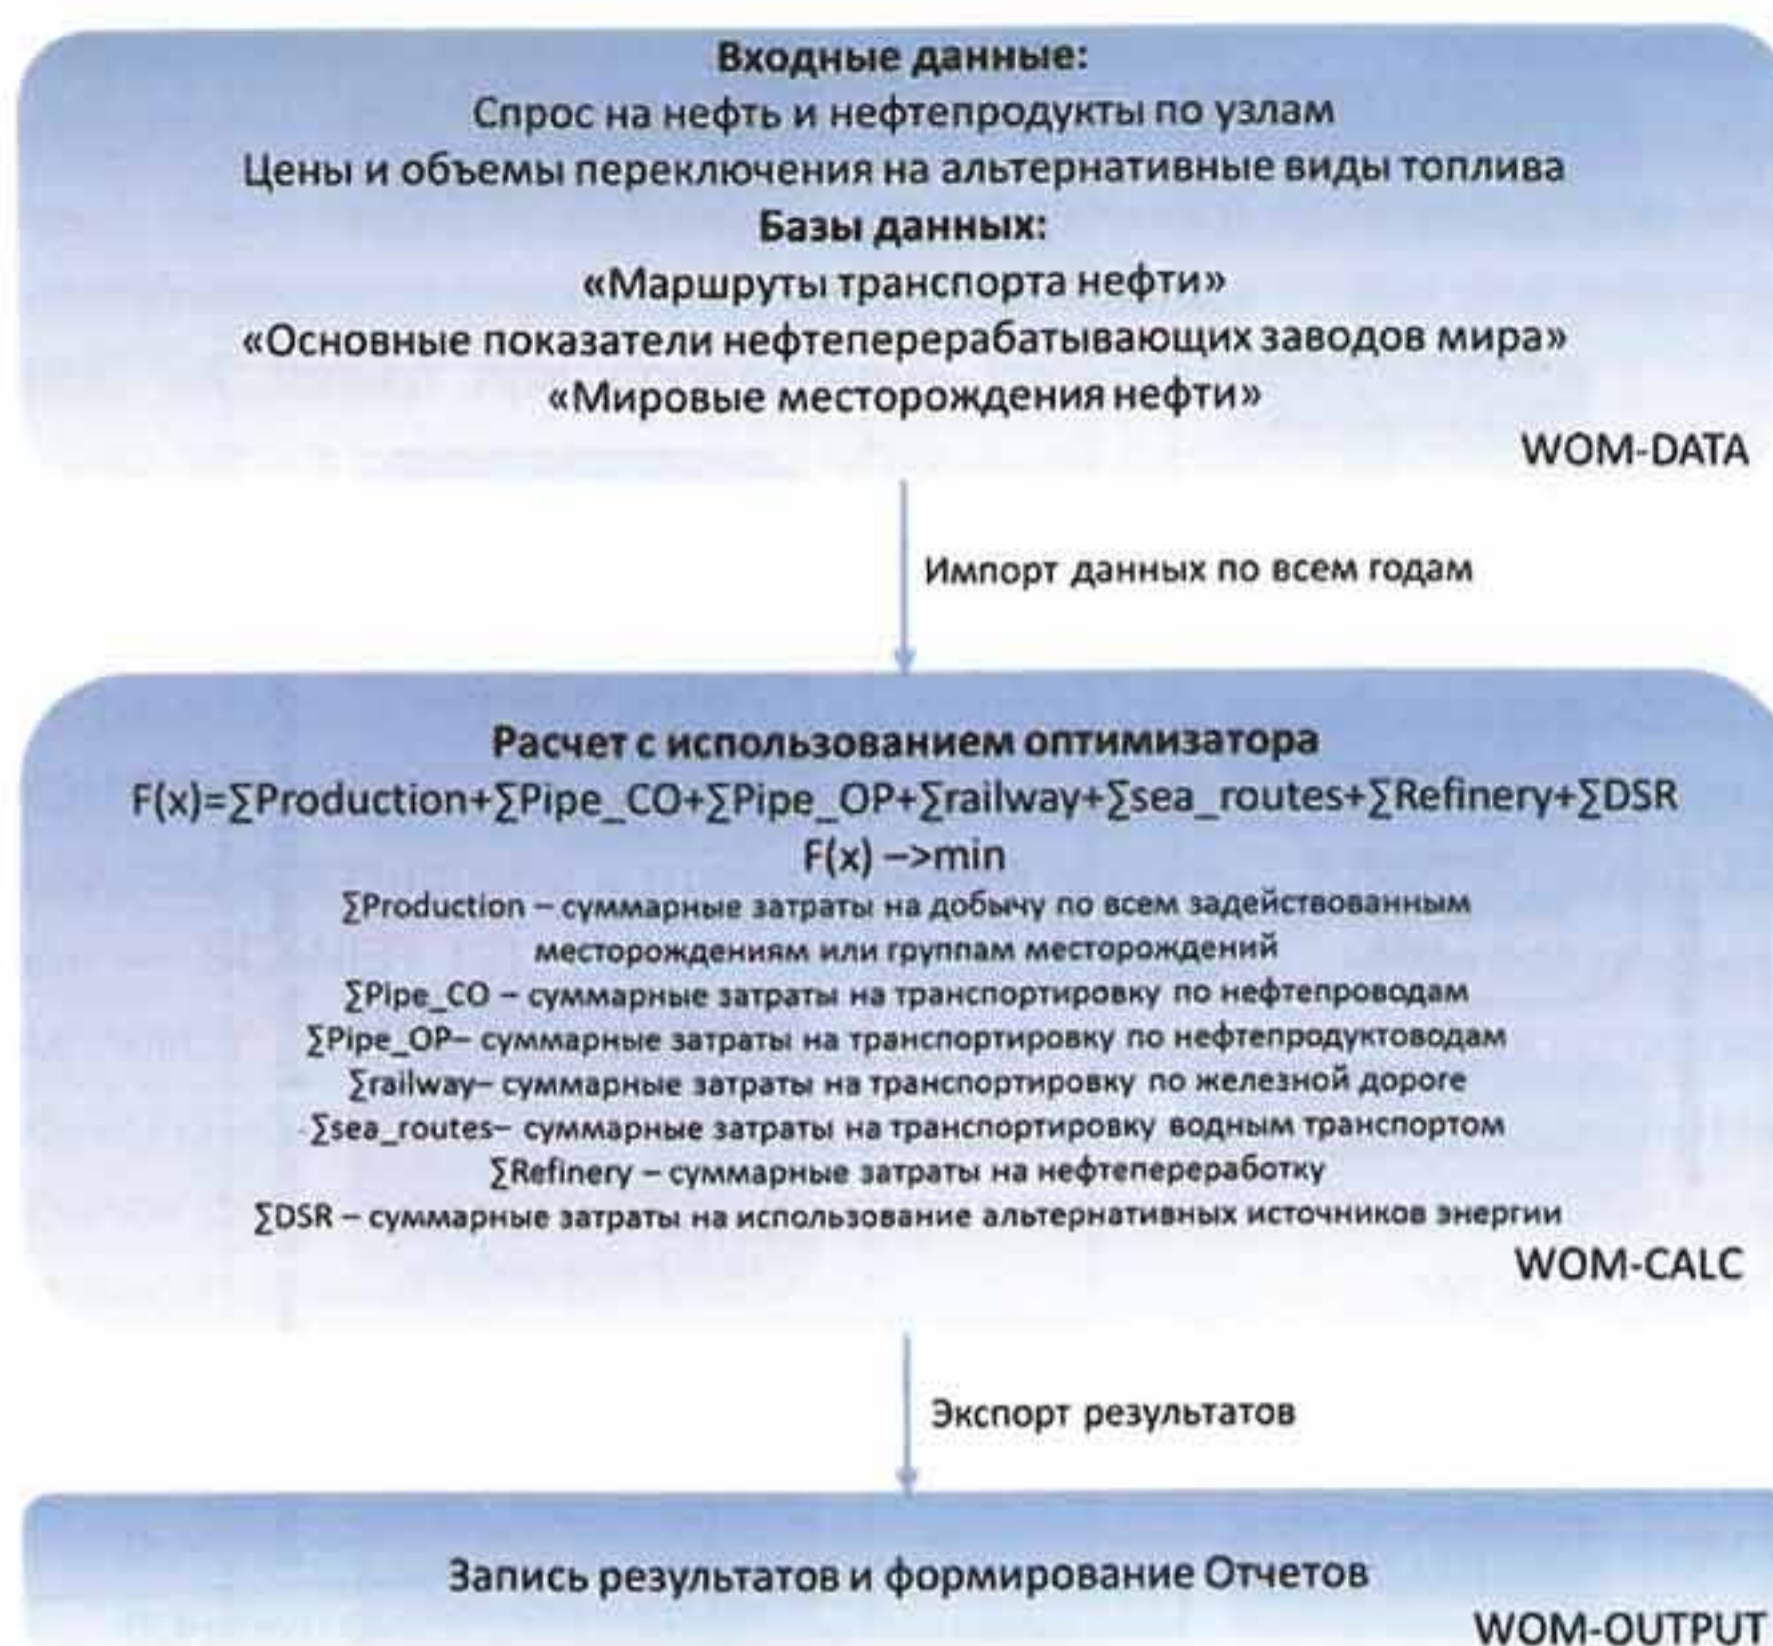 Входные данные:
Спрос на нефть и нефтепродукты по узлам
Цены и объемы переключения на альтернативные виды топлива
Базы данных:
«Маршруты транспорта нефти»
«Основные показатели нефтеперерабатывающих заводов мира»
«Мировые месторождения нефти»
WOM-DATA
Импорт данных по всем годам
Расчет с использованием оптимизатора
F(x)=∑Production+∑Pipe_CO+∑Pipe_OP+∑railway+∑sea_routes+∑Refinery+∑DSR
F(x) –>min
∑Production – суммарные затраты на добычу по всем задействованным
месторождениям или группам месторождений
∑Pipe_CO – суммарные затраты на транспортировку по нефтепроводам
∑Pipe_OP– суммарные затраты на транспортировку по нефтепродуктоводам
∑railway– суммарные затраты на транспортировку по железной дороге
∑sea_routes– суммарные затраты на транспортировку водным транспортом
∑Refinery – суммарные затраты на нефтепереработку
∑DSR – суммарные затраты на использование альтернативных источников энергии
WOM-CALC
Экспорт результатов
Запись результатов и формирование Отчетов
WOM-OUTPUT